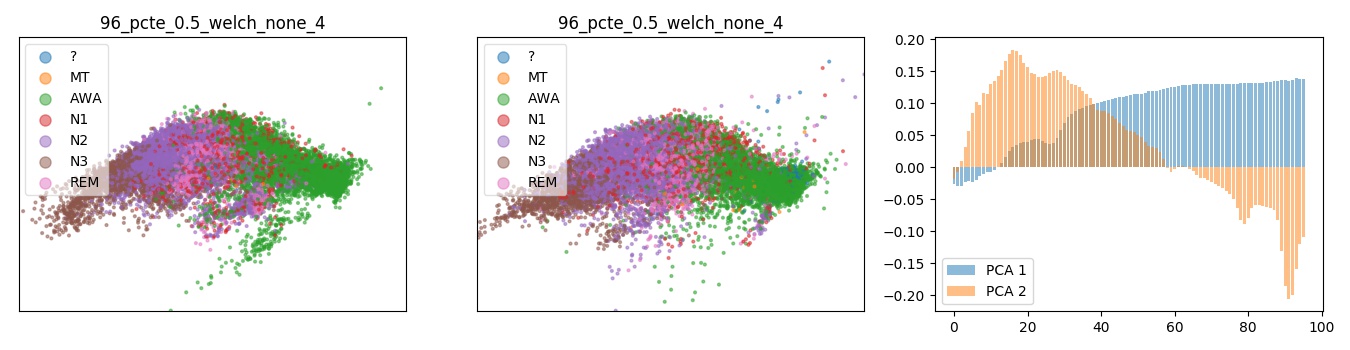 96_pcte_0.5_welch_none_4
?
MT
AWA
N1
N2
N3
REM
96_pcte_0.5_welch_none_4
?
MT
AWA
N1
N2
N3
REM
0.20
0.15
0.10
0.05
0.00
−0.05
−0.10
−0.15
−0.20
PCA 1
PCA 2
0 20 40 60 80 100